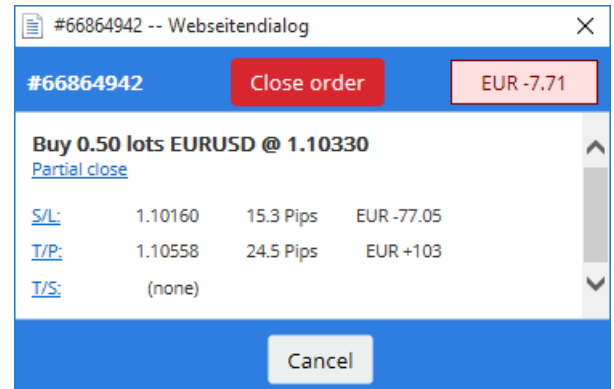 #66864942 -- Webseitendialog
#66864942 Close order EUR -7.71
Buy 0.50 lots EURUSD @ 1.10330
Partial close
S/L: 1.10160 15.3 Pips EUR -77.05
T/P: 1.10558 24.5 Pips EUR +103
T/S: (none)
Cancel